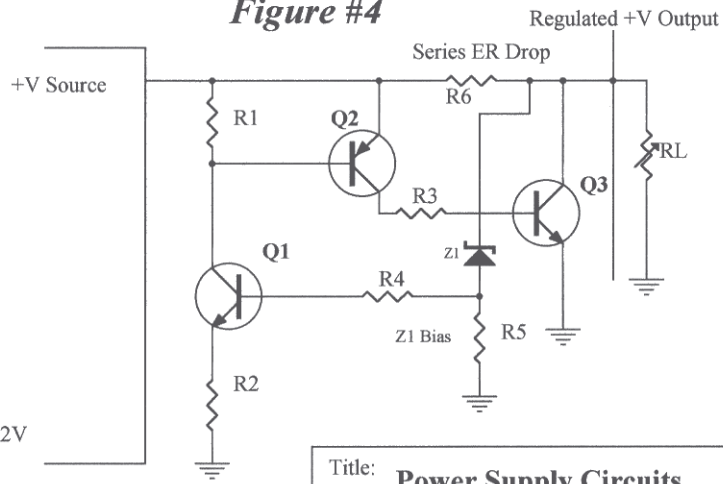 Figure #4
Regulated +V Output
Series ER Drop
+V Source
R6
R1
Q2
RL
R3
Q3
Q1
Z1
R4
Z1 Bias
R5
R2
2V
Title:
Power Supply Circuits